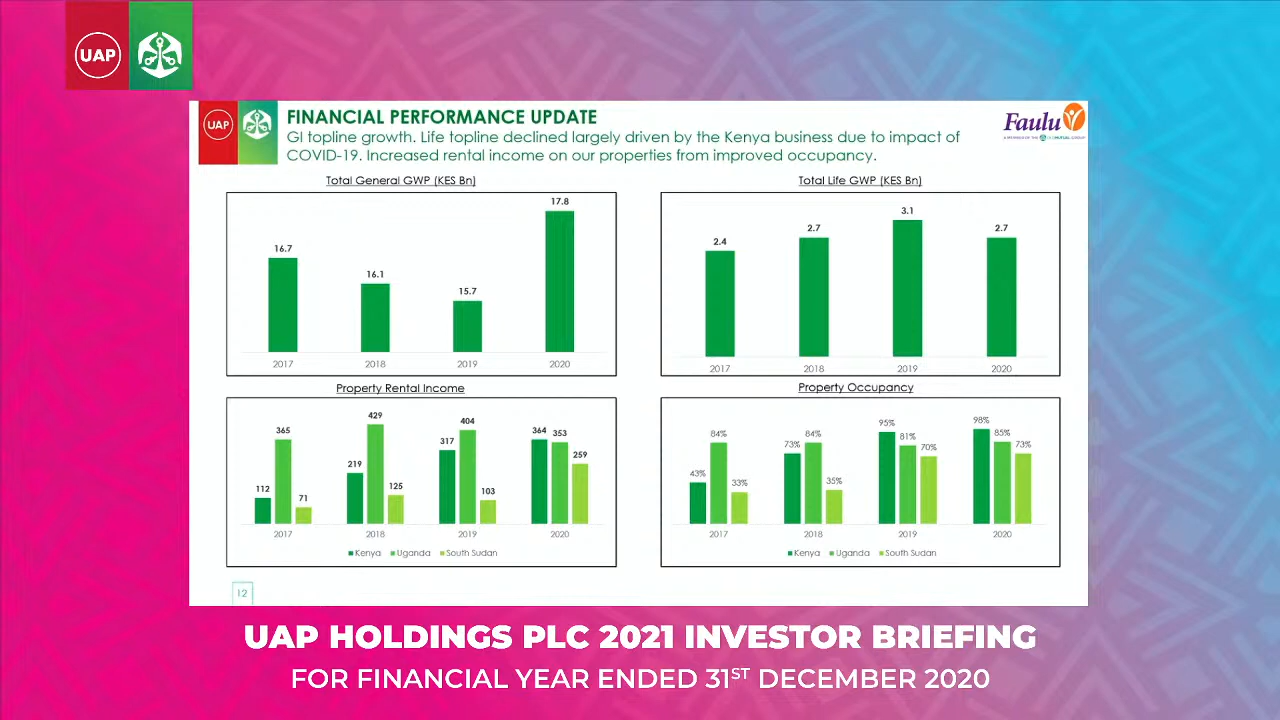 UAP
UAP
FINANCIAL PERFORMANCE UPDATE
GI topline growth. Life topline declined largely driven by the Kenya business due to impact of
COVID-19. Increased rental income on our properties from improved occupancy.
Faulu
A MEMBER OF THE OLDMUTUAL GROUP
Total General GWP (KES Bn)
16.7
16.1
15.7
17.8
2017
2018
2019
2020
Total Life GWP (KES Bn)
2.4
2.7
3.1
2.7
2017
2018
2019
2020
Property Rental Income
112
365
71
219
429
125
317
404
103
364
353
259
2017
2018
2019
2020
Kenya
Uganda
South Sudan
Property Occupancy
43%
84%
33%
73%
84%
35%
95%
81%
70%
98%
85%
73%
2017
2018
2019
2020
Kenya
Uganda
South Sudan
12
UAP HOLDINGS PLC 2021 INVESTOR BRIEFING
FOR FINANCIAL YEAR ENDED 31ST DECEMBER 2020